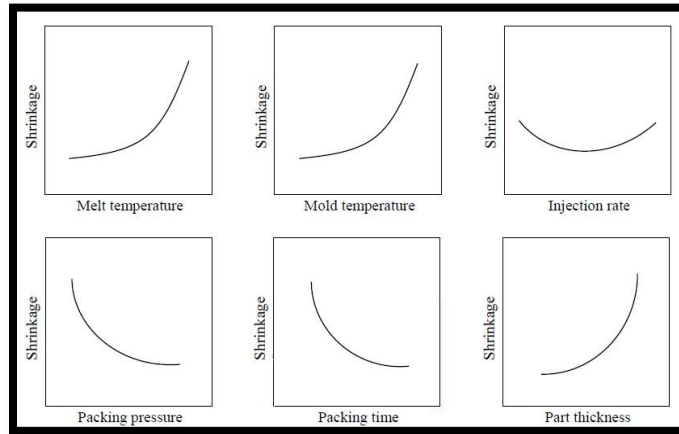 Shrinkage
Melt temperature
Shrinkage
Mold temperature
Shrinkage
Injection rate
Shrinkage
Packing pressure
Shrinkage
Packing time
Shrinkage
Part thickness